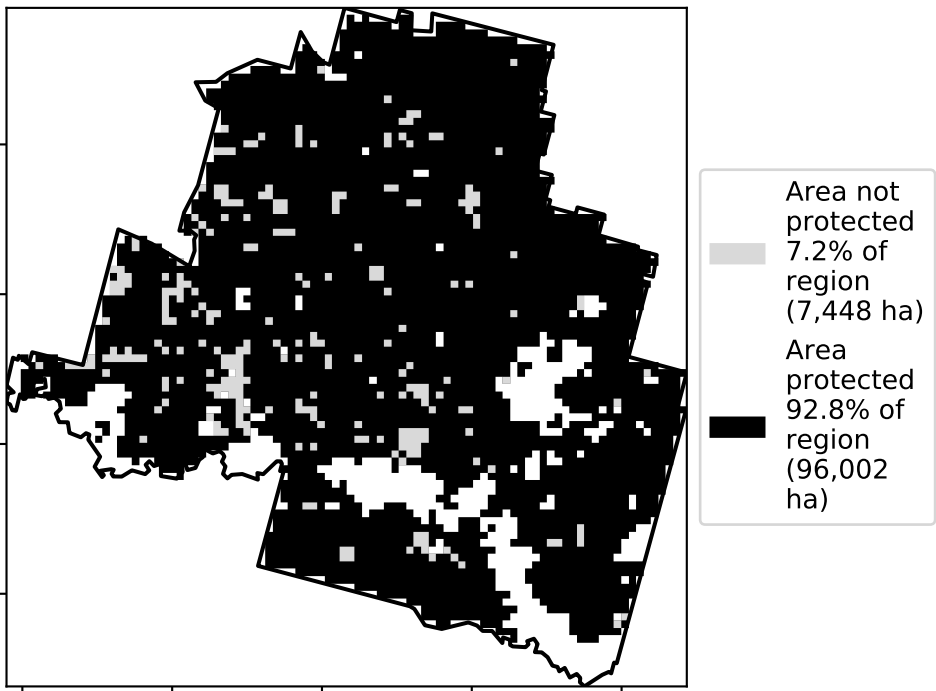 Area not
protected
7.2% of
region
(7,448 ha)
Area
protected
92.8% of
region
(96,002
ha)